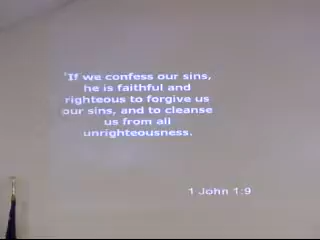 "If we confess our sins,
he is faithful and
righteous to forgive us
our sins, and to cleanse
us from all
unrighteousness.
1 John 1:9